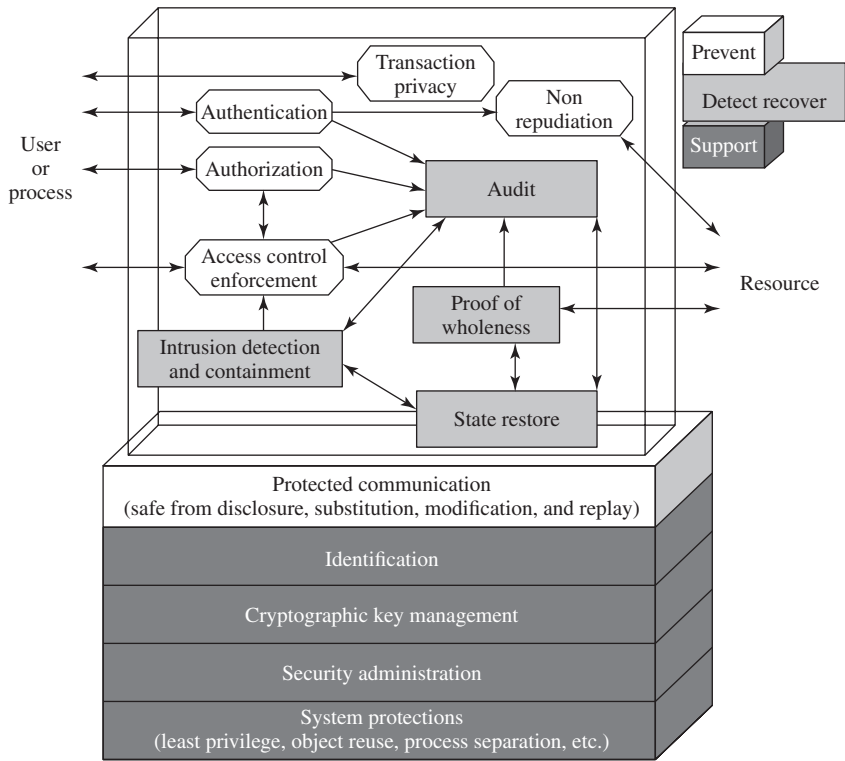 Transaction
privacy
Prevent
Authentication
Non
repudiation
Detect recover
User
or
process
Support
Authorization
Audit
Access control
enforcement
Resource
Proof of
wholeness
Intrusion detection
and containment
State restore
Protected communication
(safe from disclosure, substitution, modification, and replay)
Identification
Cryptographic key management
Security administration
System protections
(least privilege, object reuse, process separation, etc.)